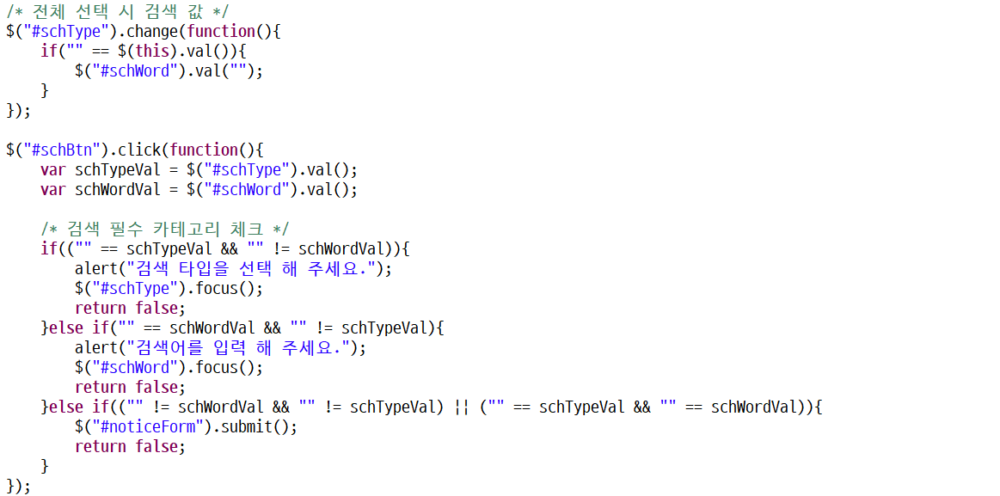 /* 전체 선택 시 검색 값 */
$("#schType").change(function(){
    if("" == $(this).val()){
        $("#schWord").val("");
    }
});

$("#schBtn").click(function(){
    var schTypeVal = $("#schType").val();
    var schWordVal = $("#schWord").val();

    /* 검색 필수 카테고리 체크 */
    if(("" == schTypeVal && "" != schWordVal)){
        alert("검색 타입을 선택 해 주세요.");
        $("#schType").focus();
        return false;
    }else if("" == schWordVal && "" != schTypeVal){
        alert("검색어를 입력 해 주세요.");
        $("#schWord").focus();
        return false;
    }else if(("" != schWordVal && "" != schTypeVal) || ("" == schTypeVal && "" == schWordVal)){
        $("#noticeForm").submit();
        return false;
    }
});